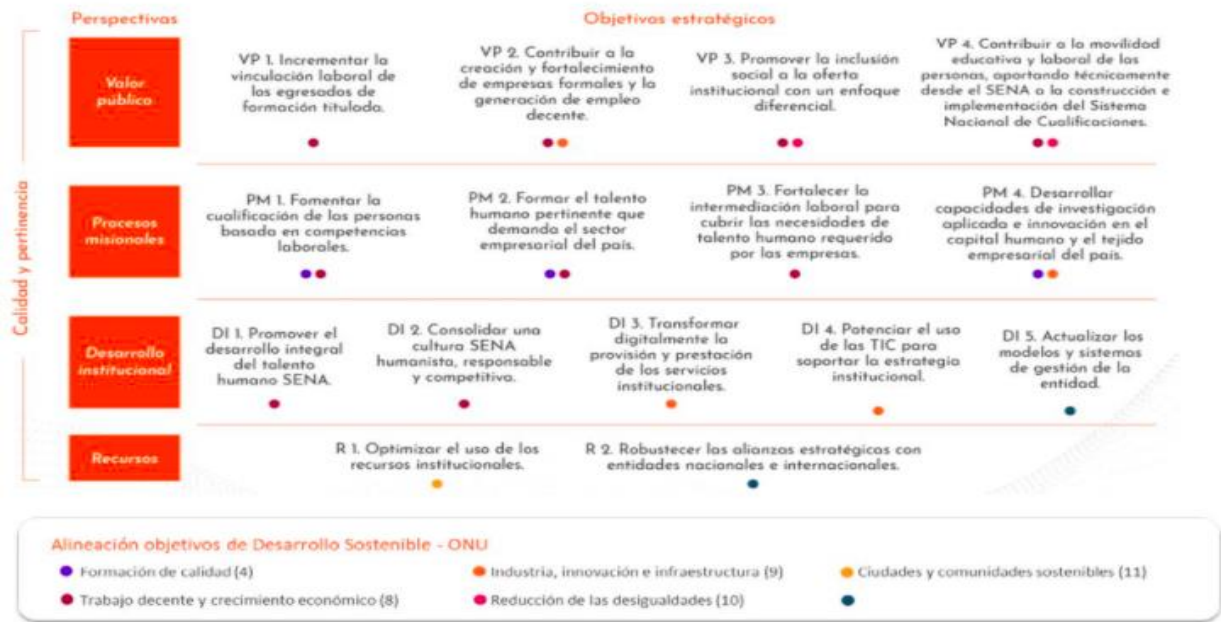 Perspectivas
Objetivos estratégicos
Calidad y pertinencia
Valor
público
VP 1. Incrementar la
vinculación laboral de
los egresados de
formación titulada.
VP 2. Contribuir a la
creación y fortalecimiento
de empresas formales y la
generación de empleo
decente.
VP 3. Promover la inclusión
social a la oferta
institucional con un enfoque
diferencial.
VP 4. Contribuir a la movilidad
educativa y laboral de las
personas, aportando técnicamente
desde el SENA a la construcción e
implementación del Sistema
Nacional de Cualificaciones.
Procesos
misionales
PM 1. Fomentar la
cualificación de las personas
basada en competencias
laborales.
PM 2. Formar el talento
humano pertinente que
demanda el sector
empresarial del país.
PM 3. Fortalecer la
intermediación laboral para
cubrir las necesidades de
talento humano requerido
por las empresas.
PM 4. Desarrollar
capacidades de investigación
aplicada e innovación en el
capital humano y el tejido
empresarial del país.
Desarrollo
institucional
DI 1. Promover el
desarrollo integral
del talento
humano SENA.
DI 2. Consolidar una
cultura SENA
humanista, responsable
y competitiva.
DI 3. Transformar
digitalmente la
provisión y prestación
de los servicios
institucionales.
DI 4. Potenciar el uso
de las TIC para
soportar la estrategia
institucional.
DI 5. Actualizar los
modelos y sistemas
de gestión de la
entidad.
Recursos
R 1. Optimizar el uso de los
recursos institucionales.
R 2. Robustecer las alianzas estratégicas con
entidades nacionales e internacionales.
Alineación objetivos de Desarrollo Sostenible - ONU
Formación de calidad (4)
Industria, innovación e infraestructura (9)
Ciudades y comunidades sostenibles (11)
Trabajo decente y crecimiento económico (8)
Reducción de las desigualdades (10)